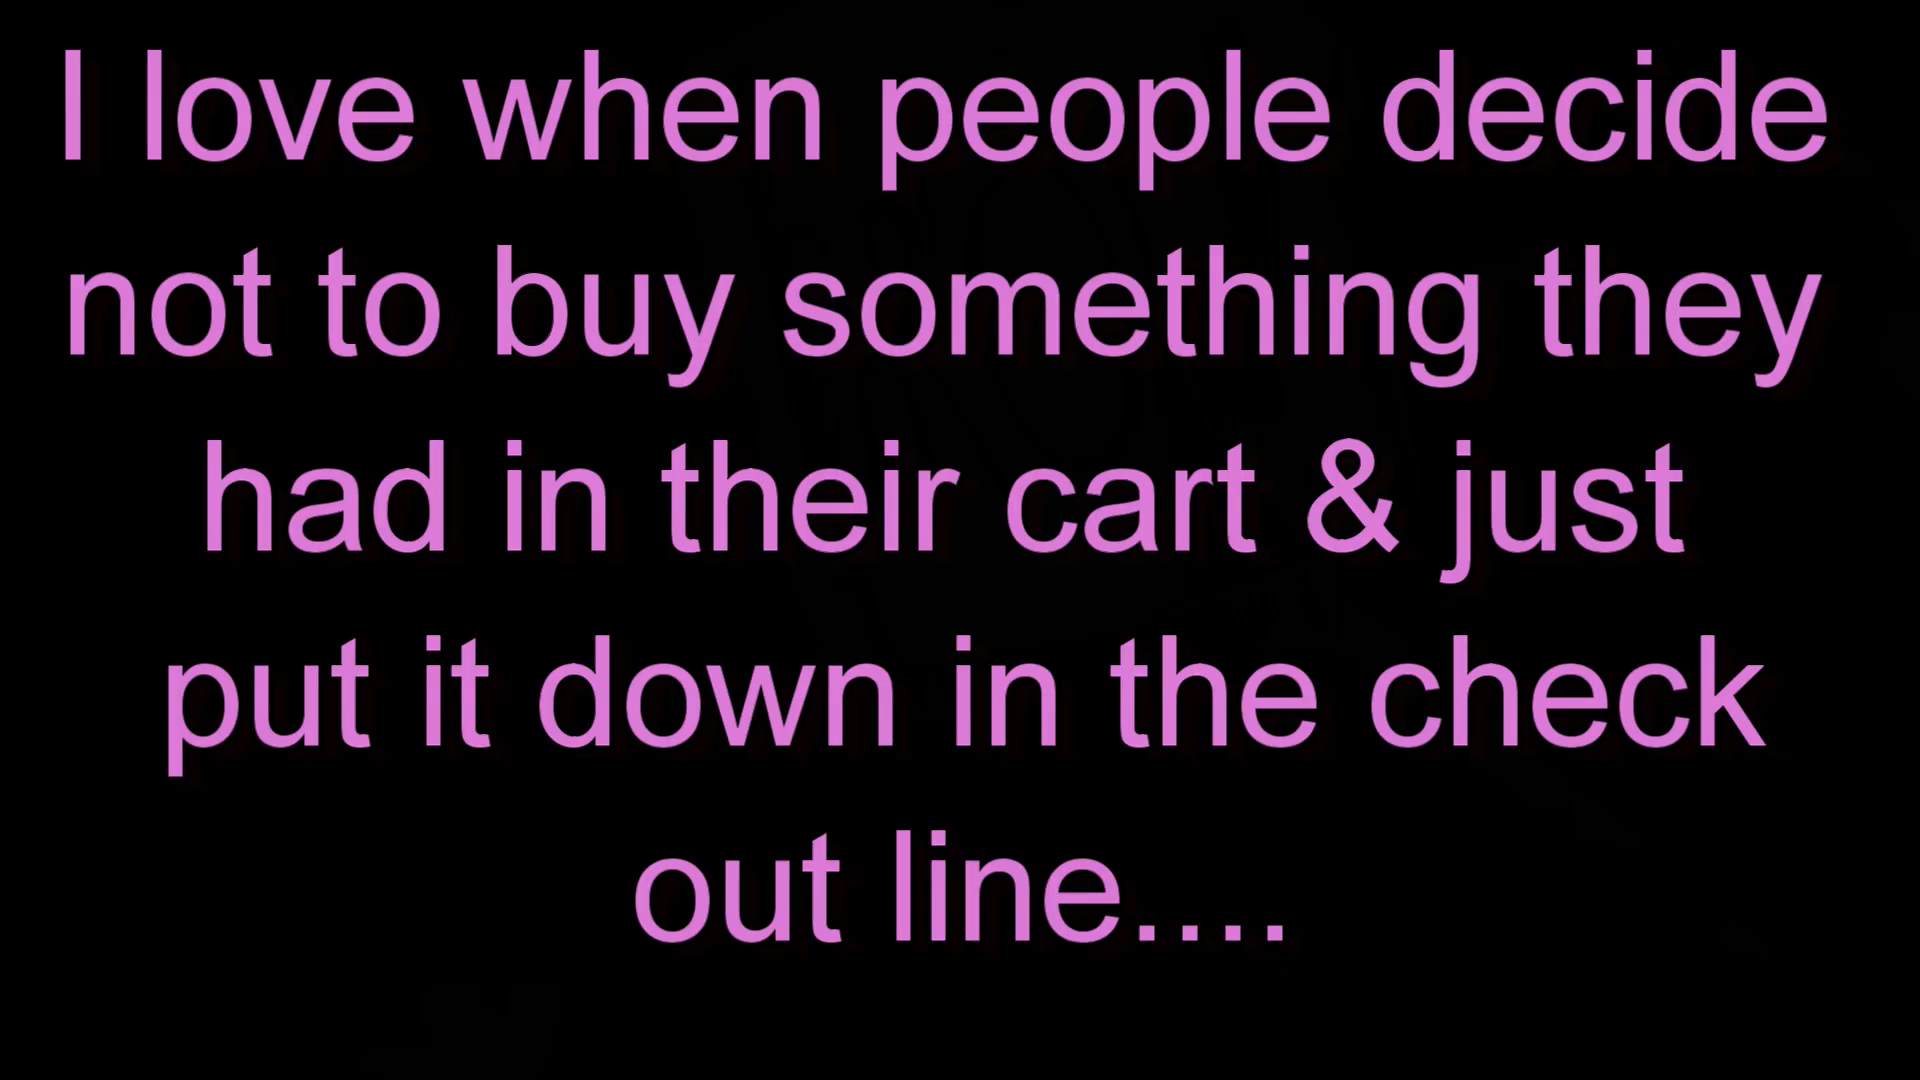 I love when people decide
not to buy something they
had in their cart & just
put it down in the check
out line....